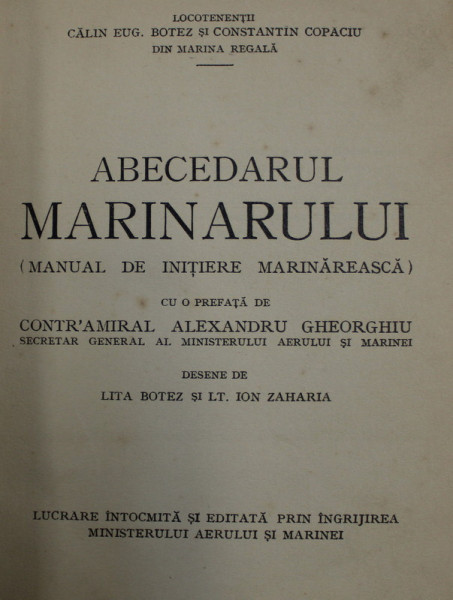 LOCOTENENȚII
CĂLIN EUG. BOTEZ ȘI CONSTANTIN COPACIU
DIN MARINA REGALĂ
ABECEDARUL
MARINARULUI
(MANUAL DE INIȚIERE MARINĂREASCĂ)
CU O PREFAȚĂ DE
CONTR'AMIRAL ALEXANDRU GHEORGHIU
SECRETAR GENERAL AL MINISTERULUI AERULUI ȘI MARINEI
DESENE DE
LITA BOTEZ ȘI LT. ION ZAHARIA
LUCRARE ÎNTOCMITĂ ȘI EDITATĂ PRIN ÎNGRIJIREA
MINISTERULUI AERULUI ȘI MARINEI